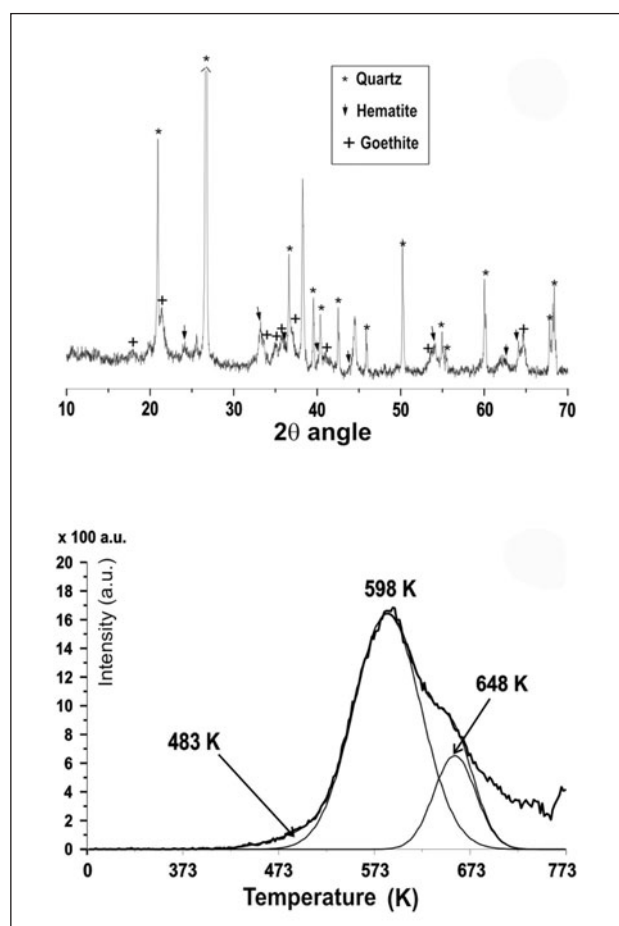 * Quartz
Hematite
+ Goethite
10 20 30 40 50 60 70
2θ angle
x 100 a.u.
Intensity (a.u.)
20
18
16
14
12
10
8
6
4
2
0
598 K
648 K
483 K
0 373 473 573 673 773
Temperature (K)